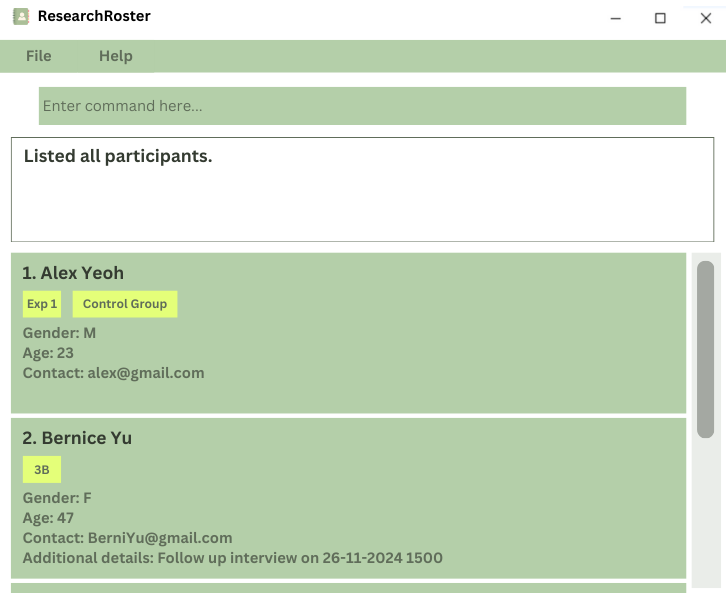 ResearchRoster
File Help
Enter command here...
Listed all participants.
1. Alex Yeoh
Exp 1 Control Group
Gender: M
Age: 23
Contact: alex@gmail.com
2. Bernice Yu
3B
Gender: F
Age: 47
Contact: BerniYu@gmail.com
Additional details: Follow up interview on 26-11-2024 1500